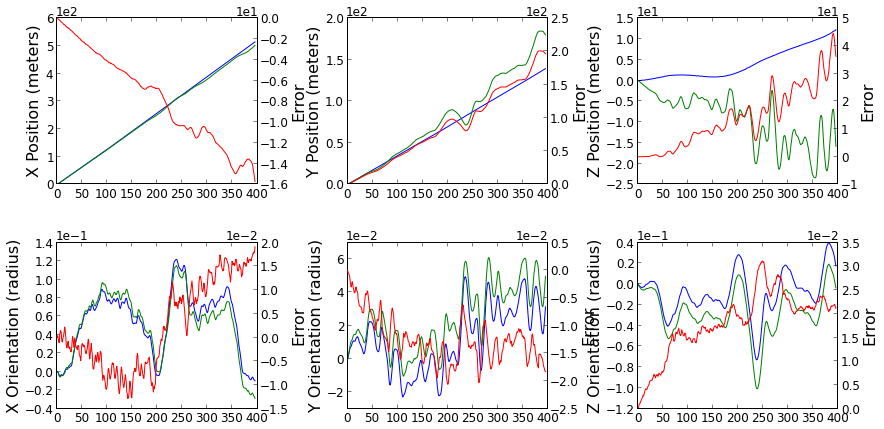 6 1e2 1e1 0.0
5 −0.2
4 −0.4
3 −0.6
2 −0.8
1 −1.0
0 −1.2
−1.4
−1.6
0 50 100 150 200 250 300 350 400
X Position (meters)
Error
2.0 1e2 1e2 2.5
1.5 2.0
1.0 1.5
0.5 1.0
0.0 0.5
0.0
0 50 100 150 200 250 300 350 400
Y Position (meters)
Error
1.5 1e1 1e1 5
1.0 4
0.5 3
0.0 2
−0.5 1
−1.0 0
−1.5 −1
−2.0
−2.5
0 50 100 150 200 250 300 350 400
Z Position (meters)
Error
1.4 1e−1 1e−2 2.0
1.2 1.5
1.0 1.0
0.8 0.5
0.6 0.0
0.4 −0.5
0.2 −1.0
0.0 −1.5
−0.2
−0.4
0 50 100 150 200 250 300 350 400
X Orientation (radius)
Error
1e−2 1e−2 0.5
6 0.0
4 −0.5
2 −1.0
0 −1.5
−2 −2.0
−2.5
0 50 100 150 200 250 300 350 400
Y Orientation (radius)
Error
0.4 1e−1 1e−2 3.5
0.2 3.0
0.0 2.5
−0.2 2.0
−0.4 1.5
−0.6 1.0
−0.8 0.5
−1.0 0.0
−1.2
0 50 100 150 200 250 300 350 400
Z Orientation (radius)
Error